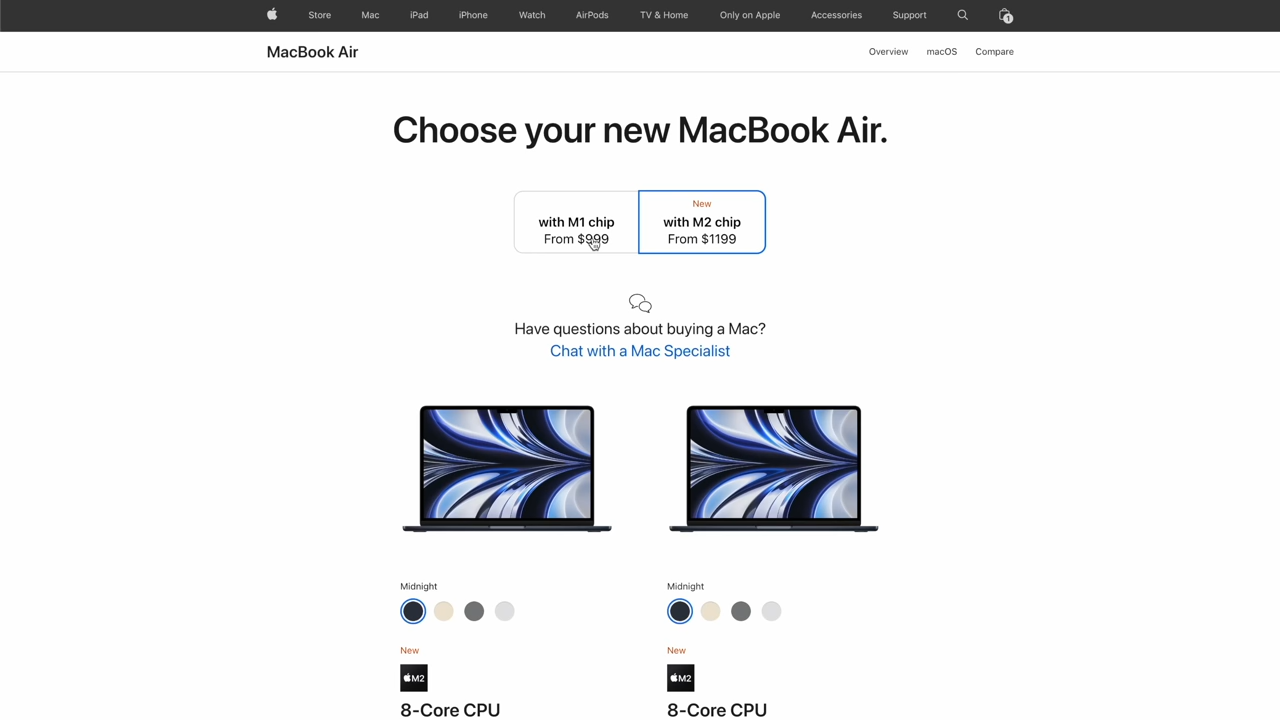 Store Mac iPad iPhone Watch AirPods TV & Home Only on Apple Accessories Support 1
MacBook Air Overview macOS Compare
Choose your new MacBook Air.
New
with M1 chip with M2 chip
From $999 From $1199
Have questions about buying a Mac?
Chat with a Mac Specialist
Midnight Midnight
New New
M2 M2
8-Core CPU 8-Core CPU